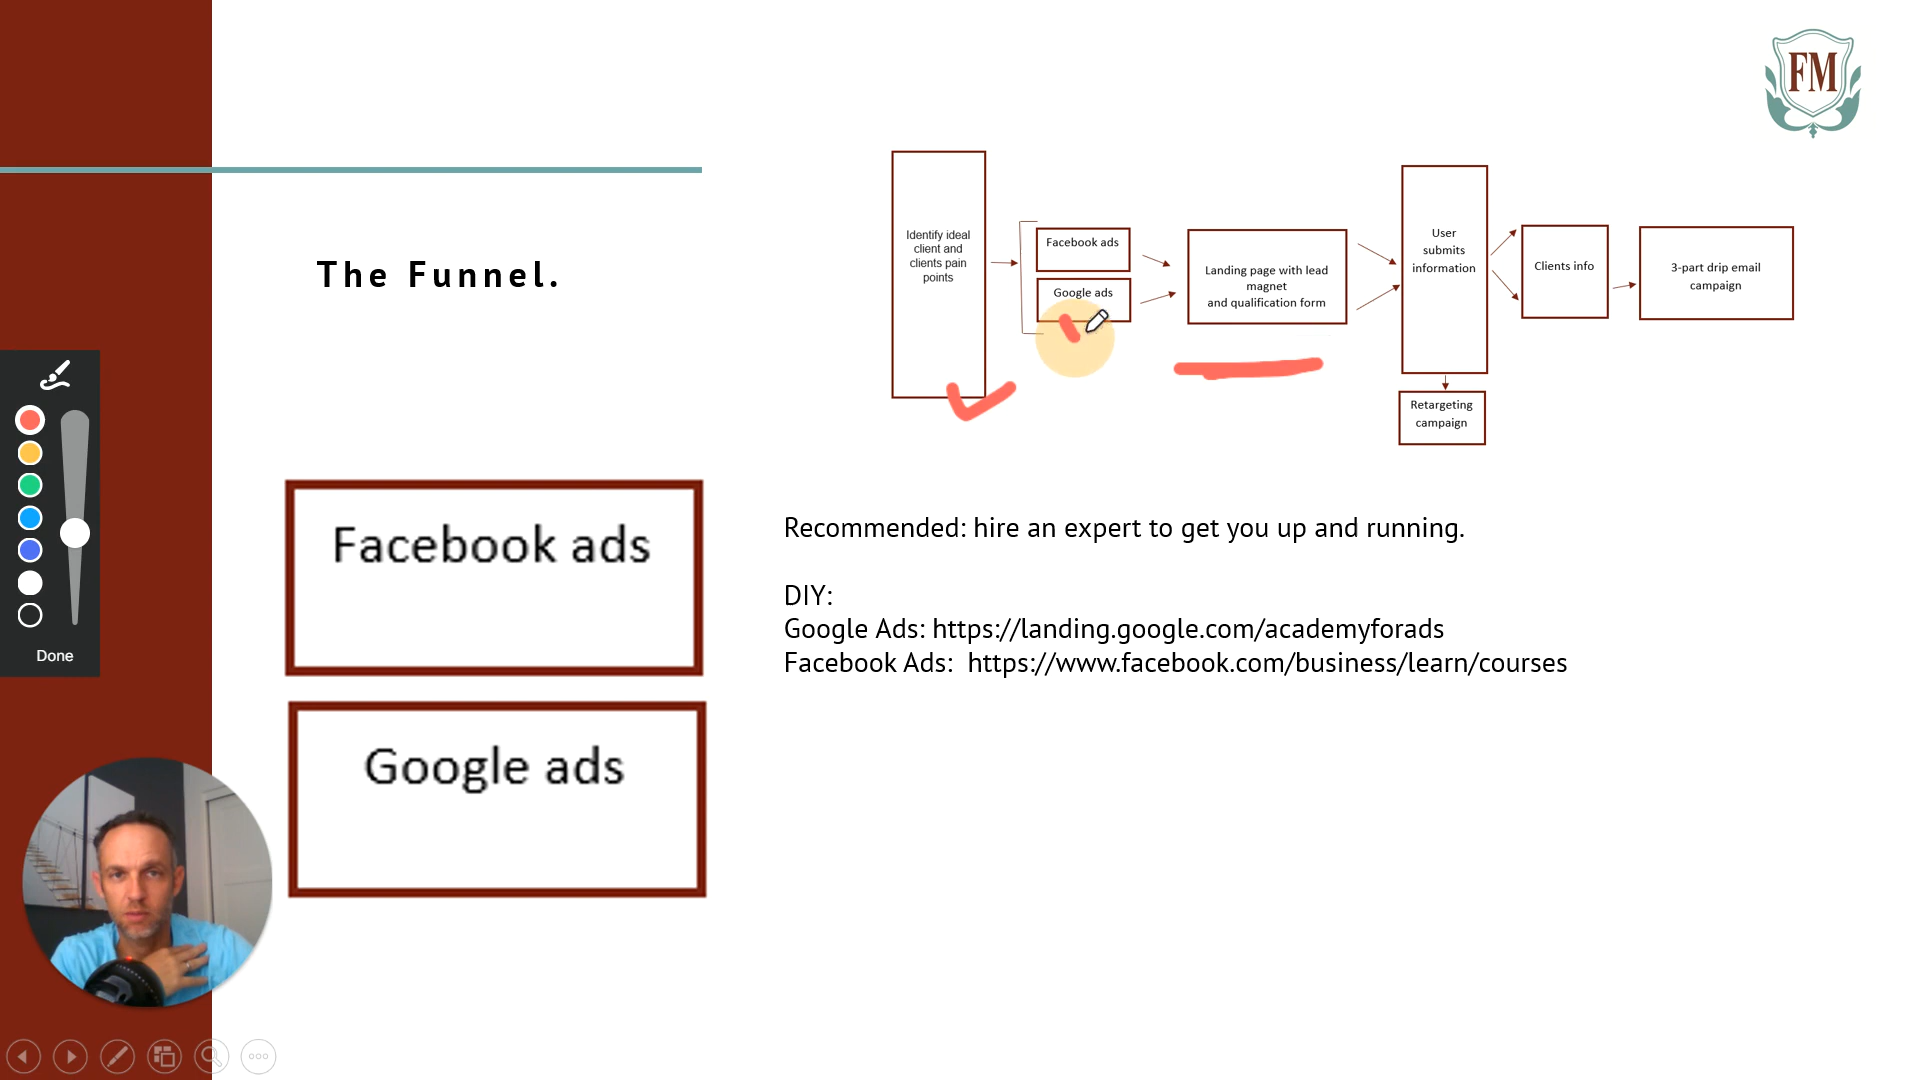 FM
The Funnel.
Identify ideal
client and
clients pain
points
Facebook ads
Google ads
Landing page with lead
magnet
and qualification form
User
submits
information
Clients info
3-part drip email
campaign
Retargeting
campaign
Facebook ads
Google ads
Recommended: hire an expert to get you up and running.
DIY:
Google Ads: https://landing.google.com/academyforads
Facebook Ads:  https://www.facebook.com/business/learn/courses
Done